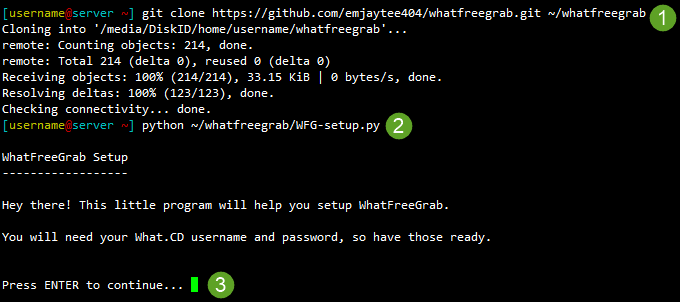 [username@server ~] git clone https://github.com/emjaytee404/whatfreegrab.git ~/whatfreegrab 1
Cloning into '/media/DiskID/home/username/whatfreegrab'...
remote: Counting objects: 214, done.
remote: Total 214 (delta 0), reused 0 (delta 0)
Receiving objects: 100% (214/214), 33.15 KiB | 0 bytes/s, done.
Resolving deltas: 100% (123/123), done.
Checking connectivity... done.
[username@server ~] python ~/whatfreegrab/WFG-setup.py 2
WhatFreeGrab Setup
------------------
Hey there! This little program will help you setup WhatFreeGrab.
You will need your What.CD username and password, so have those ready.
Press ENTER to continue... 3